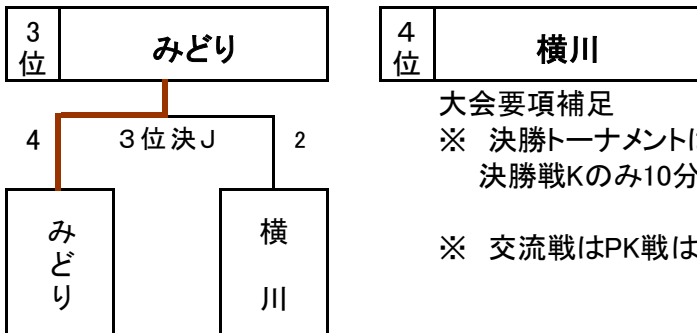 3位 みどり
4位 横川
4 3位決J 2
みどり
横川
大会要項補足
※ 決勝トーナメントは
決勝戦Kのみ10分
※ 交流戦はPK戦は